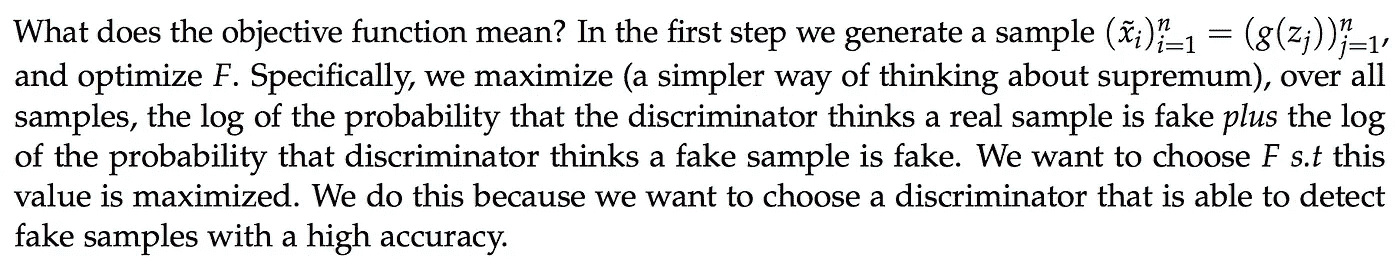 What does the objective function mean? In the first step we generate a sample (x̃ᵢ)ⁿᵢ₌₁ = (g(zⱼ))ⁿⱼ₌₁,
and optimize F. Specifically, we maximize (a simpler way of thinking about supremum), over all
samples, the log of the probability that the discriminator thinks a real sample is fake plus the log
of the probability that discriminator thinks a fake sample is fake. We want to choose F s.t this
value is maximized. We do this because we want to choose a discriminator that is able to detect
fake samples with a high accuracy.